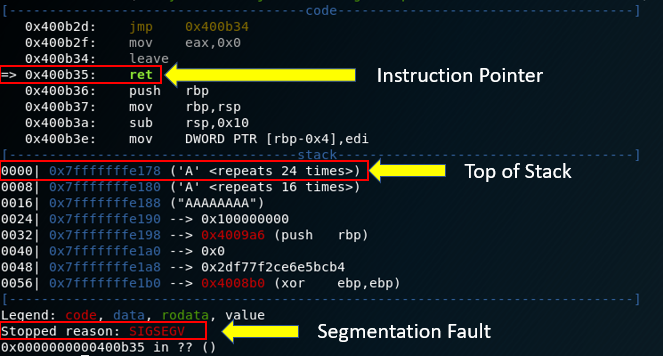 [----------------------------------code----------------------------------]
0x400b2d: jmp 0x400b34
0x400b2f: mov eax,0x0
0x400b34: leave
=> 0x400b35: ret
Instruction Pointer
0x400b36: push rbp
0x400b37: mov rbp,rsp
0x400b3a: sub rsp,0x10
0x400b3e: mov DWORD PTR [rbp-0x4],edi
[----------------------------------stack----------------------------------]
0000| 0x7fffffffe178 ('A' <repeats 24 times>)
Top of Stack
0008| 0x7fffffffe180 ('A' <repeats 16 times>)
0016| 0x7fffffffe188 ("AAAAAAAA")
0024| 0x7fffffffe190 --> 0x100000000
0032| 0x7fffffffe198 --> 0x4009a6 (push rbp)
0040| 0x7fffffffe1a0 --> 0x0
0048| 0x7fffffffe1a8 --> 0x2df77f2ce6e5bcb4
0056| 0x7fffffffe1b0 --> 0x4008b0 (xor ebp,ebp)
[------------------------------------------------------------------------]
Legend: code, data, rodata, value
Stopped reason: SIGSEGV
Segmentation Fault
0x0000000000400b35 in ?? ()